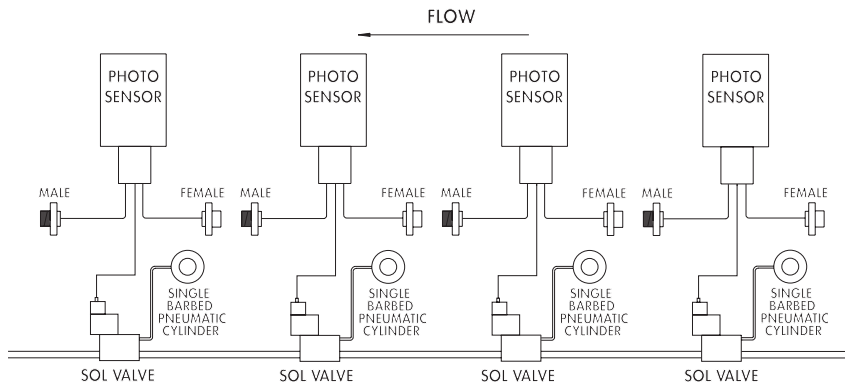 FLOW
PHOTO
SENSOR
PHOTO
SENSOR
PHOTO
SENSOR
PHOTO
SENSOR
MALE
FEMALE
MALE
FEMALE
MALE
FEMALE
MALE
FEMALE
SINGLE
BARBED
PNEUMATIC
CYLINDER
SINGLE
BARBED
PNEUMATIC
CYLINDER
SINGLE
BARBED
PNEUMATIC
CYLINDER
SINGLE
BARBED
PNEUMATIC
CYLINDER
SOL VALVE
SOL VALVE
SOL VALVE
SOL VALVE